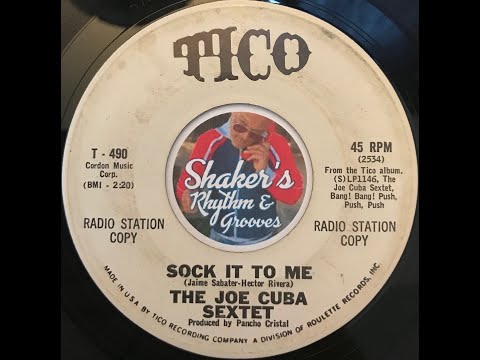 TICO
T - 490
Cordon Music
Corp.
(BMI - 2:20)
RADIO STATION
COPY
Shaker's
Rhythm &
Grooves
45 RPM
(2534)
From the Tico album.
(S)LP1146, The
Joe Cuba Sextet,
Bang! Bang! Push,
Push, Push
RADIO STATION
COPY
SOCK IT TO ME
(Jaime Sabater-Hector Rivera)
THE JOE CUBA
SEXTET
Produced by Pancho Cristal
MADE IN U.S.A BY TICO RECORDING COMPANY A DIVISION OF ROULETTE RECORDS, INC.